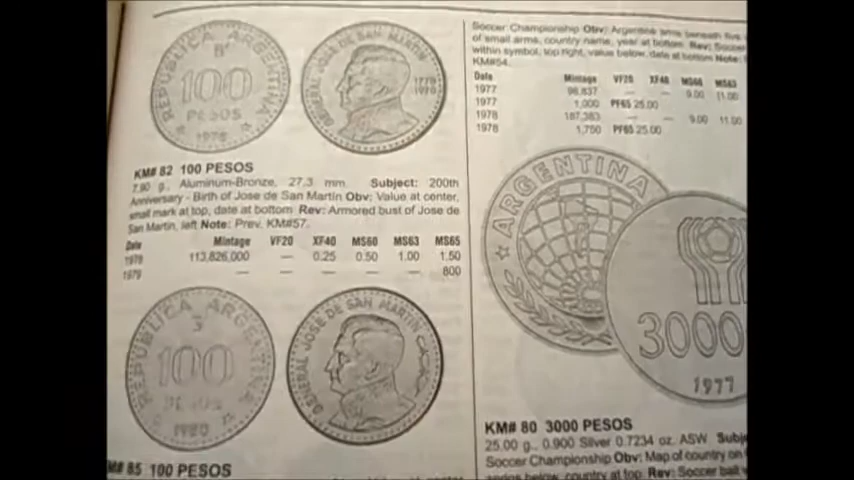 REPUBLICA ARGENTINA
100
PESOS
1978
GENERAL JOSE DE SAN MARTIN
1778
1978
KM# 82 100 PESOS
7.90 g., Aluminum-Bronze, 27.3 mm. Subject: 200th
Anniversary - Birth of Jose de San Martin Obv: Value at center,
small mark at top, date at bottom Rev: Armored bust of Jose de
San Martin, left Note: Prev. KM#57.
Date Mintage VF20 XF40 MS60 MS63 MS65
1978 113,826,000 — 0.25 0.50 1.00 1.50
1979 — — — — — 800
REPUBLICA ARGENTINA
100
PESOS
1980
GENERAL JOSE DE SAN MARTIN
KM# 85 100 PESOS
Soccer Championship Obv: Argentine arms beneath five
of small arms, country name, year at bottom Rev: Soccer
within symbol, top right, value below, date at bottom Note:
KM#54.
Date Mintage VF20 XF40 MS60 MS63
1977 — — 9.00 11.00
1977 1,000 PF65 25.00
1978 — — 9.00 11.00
1978 1,750 PF65 25.00
ARGENTINA
3000
1977
KM# 80 3000 PESOS
25.00 g., 0.900 Silver 0.7234 oz. ASW
Soccer Championship Obv: Map of country on
below, country at top Rev: Soccer ball